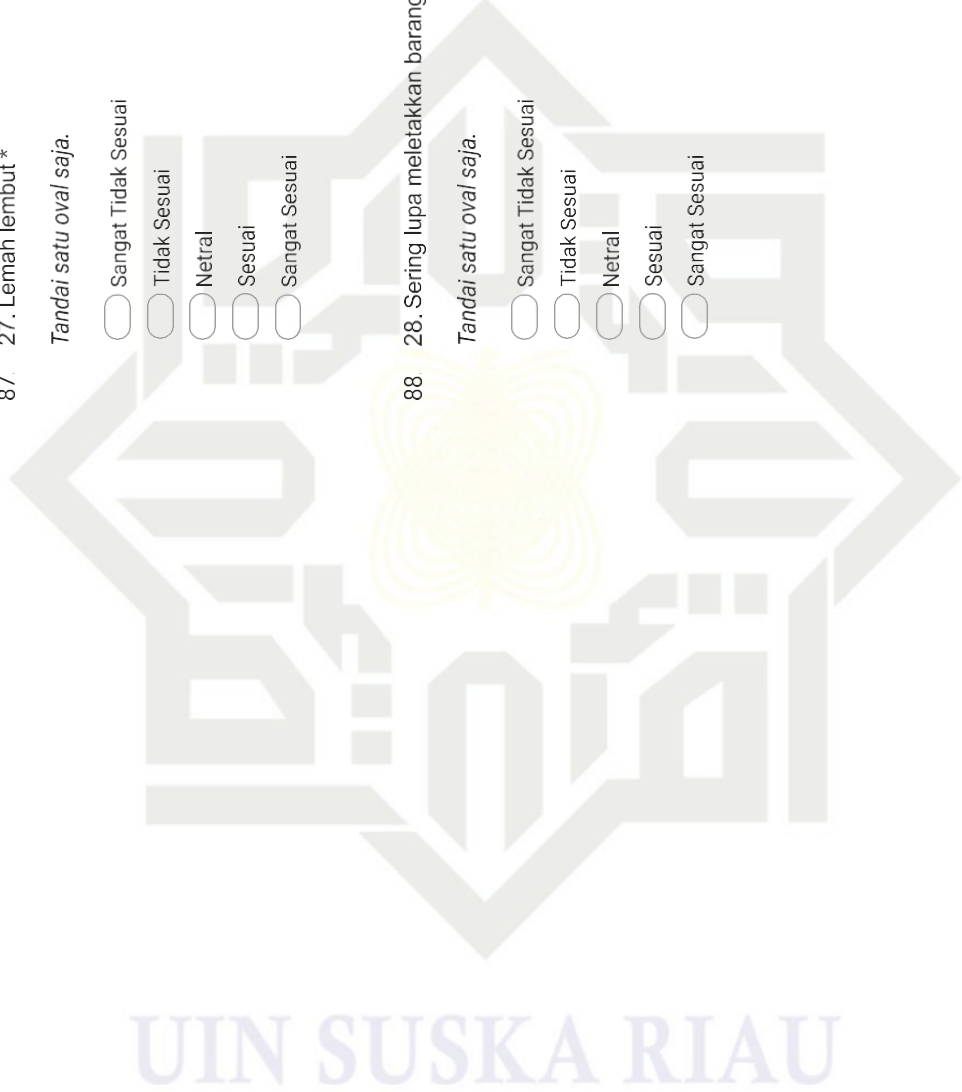 87. 27. Lemah lembut *
Tandai satu oval saja.
Sangat Tidak Sesuai
Tidak Sesuai
Netral
Sesuai
Sangat Sesuai
88. 28. Sering lupa meletakkan barang
Tandai satu oval saja.
Sangat Tidak Sesuai
Tidak Sesuai
Netral
Sesuai
Sangat Sesuai
UIN SUSKA RIAU